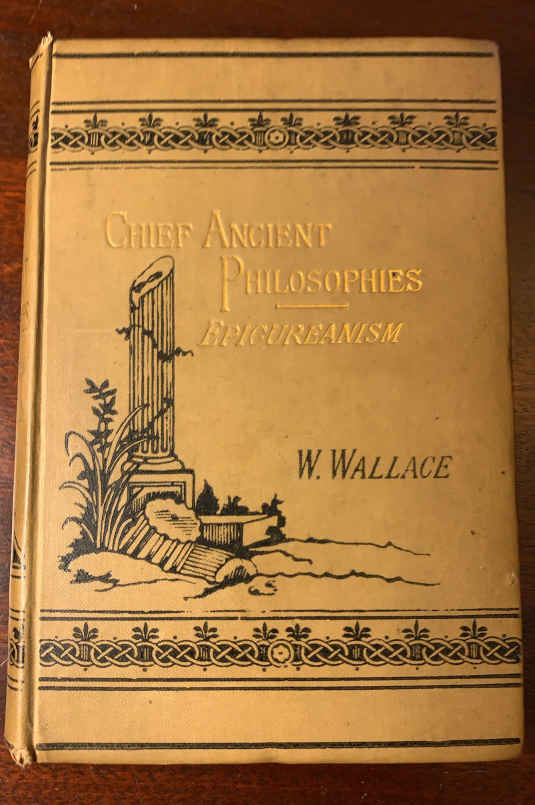 CHIEF ANCIENT
PHILOSOPHIES
EPICUREANISM
W. WALLACE